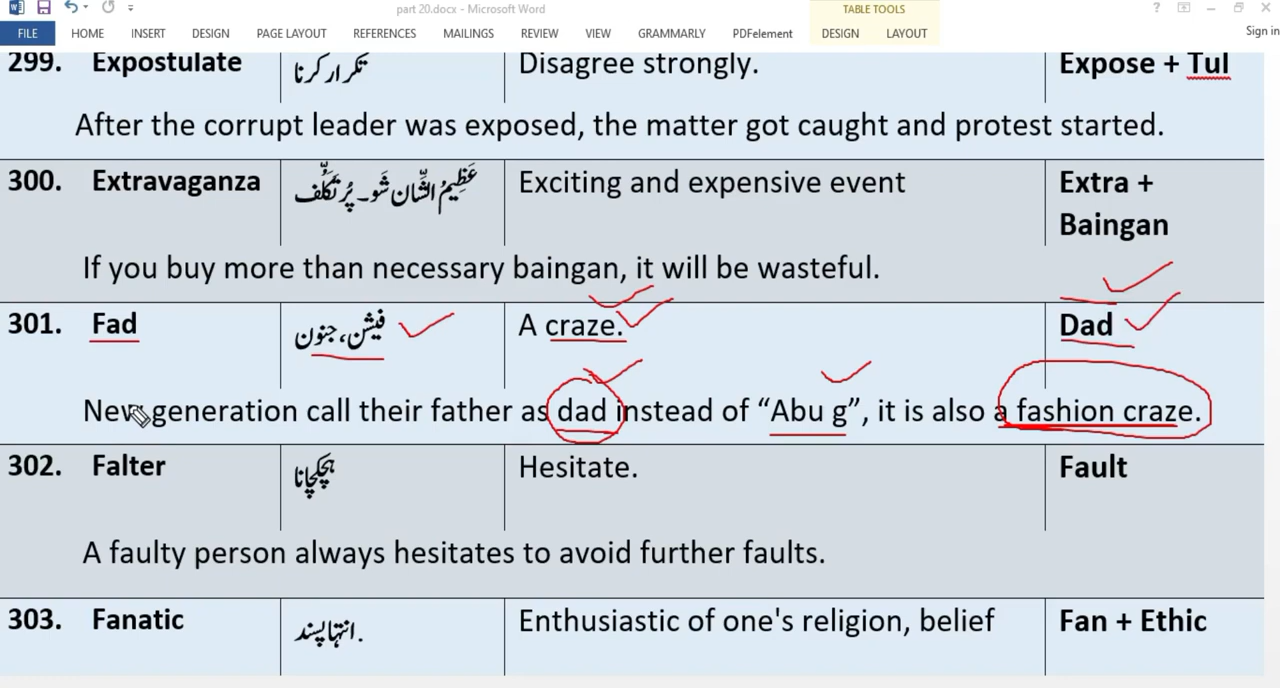 part 20.docx - Microsoft Word
TABLE TOOLS
?
FILE HOME INSERT DESIGN PAGE LAYOUT REFERENCES MAILINGS REVIEW VIEW GRAMMARLY PDFelement DESIGN LAYOUT
Sign in
299. Expostulate تکرار کرنا Disagree strongly. Expose + Tul
After the corrupt leader was exposed, the matter got caught and protest started.
300. Extravaganza عَظِیمُ الشّان شَو۔ پُر تَکَلُّف Exciting and expensive event Extra +
Baingan
If you buy more than necessary baingan, it will be wasteful.
301. Fad فیشن، جنون A craze. Dad
New generation call their father as dad instead of “Abu g”, it is also a fashion craze.
302. Falter ہچکچانا Hesitate. Fault
A faulty person always hesitates to avoid further faults.
303. Fanatic انتہا پسند. Enthusiastic of one's religion, belief Fan + Ethic